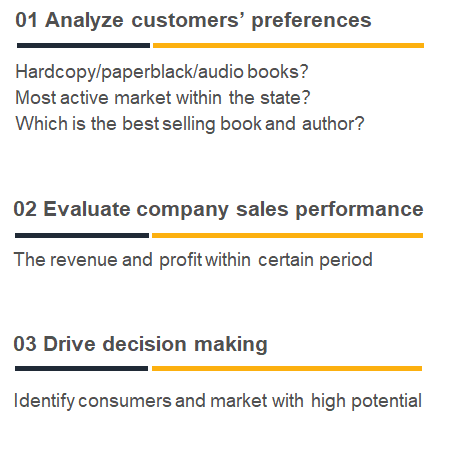 01 Analyze customers’ preferences
Hardcopy/paperblack/audio books?
Most active market within the state?
Which is the best selling book and author?
02 Evaluate company sales performance
The revenue and profit within certain period
03 Drive decision making
Identify consumers and market with high potential